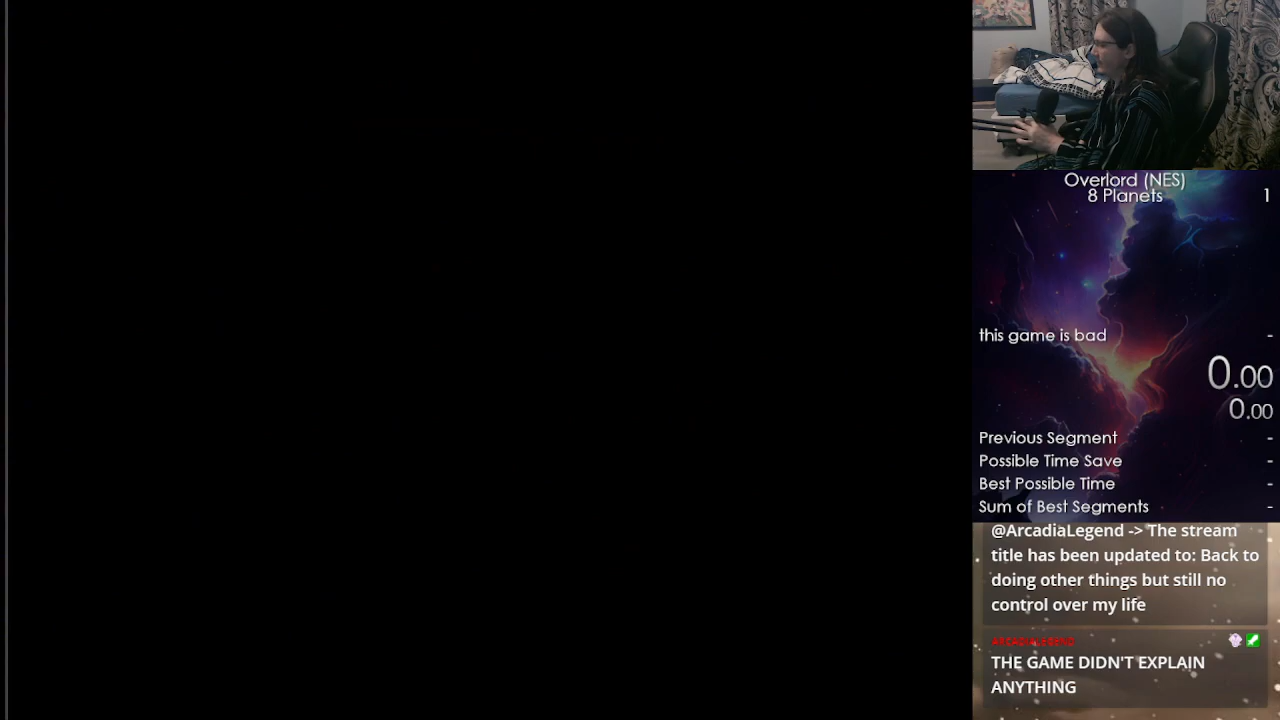 Overlord (NES)
8 Planets 1
this game is bad -
0.00
0.00
Previous Segment -
Possible Time Save -
Best Possible Time -
Sum of Best Segments -
@ArcadiaLegend -> The stream
title has been updated to: Back to
doing other things but still no
control over my life
ARCADIALEGEND
THE GAME DIDN'T EXPLAIN
ANYTHING